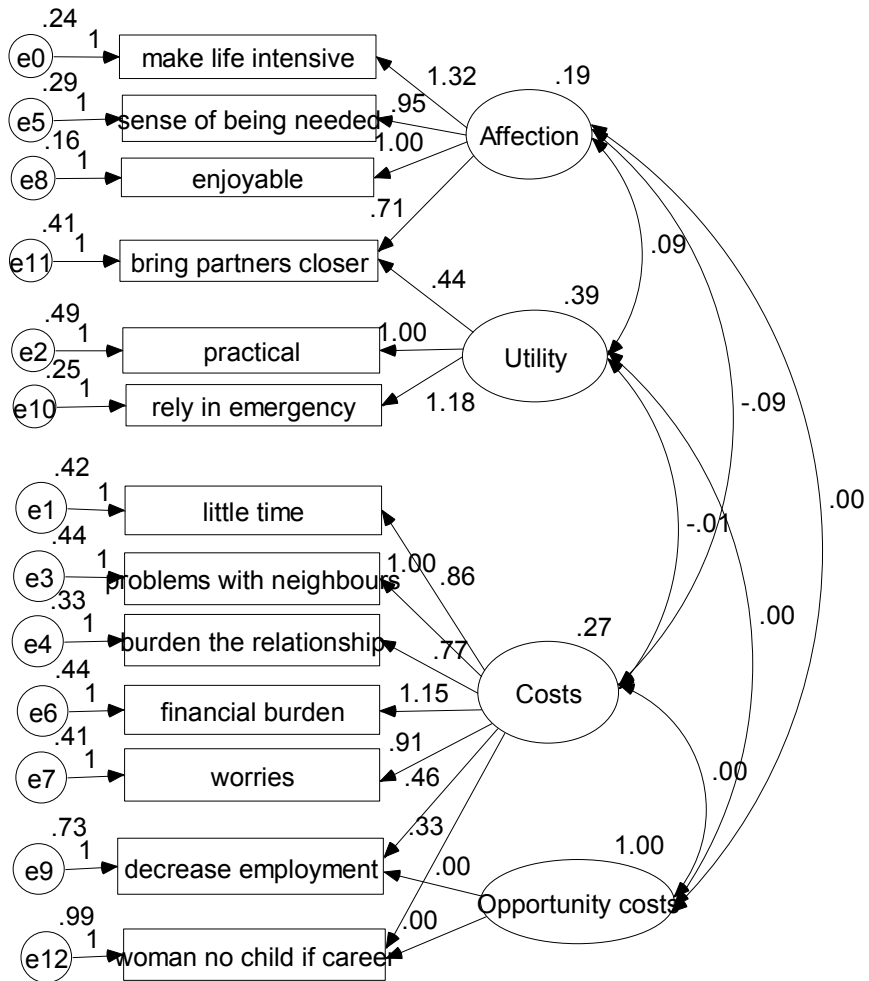 .24
e0
1
make life intensive
1.32
.19
.29
e5
1
sense of being needed
.95
Affection
.16
e8
1
enjoyable
1.00
.71
.41
e11
1
bring partners closer
.09
.44
.39
.49
e2
1
practical
1.00
Utility
.25
e10
1
rely in emergency
1.18
-.09
.42
e1
1
little time
.00
-.01
.44
e3
1
problems with neighbours
1.00
.86
.33
e4
1
burden the relationship
.77
.27
.00
.44
e6
1
financial burden
1.15
Costs
.41
e7
1
worries
.91
.46
.00
.73
e9
1
decrease employment
.33
.00
1.00
Opportunity costs
.99
e12
1
woman no child if career
.00